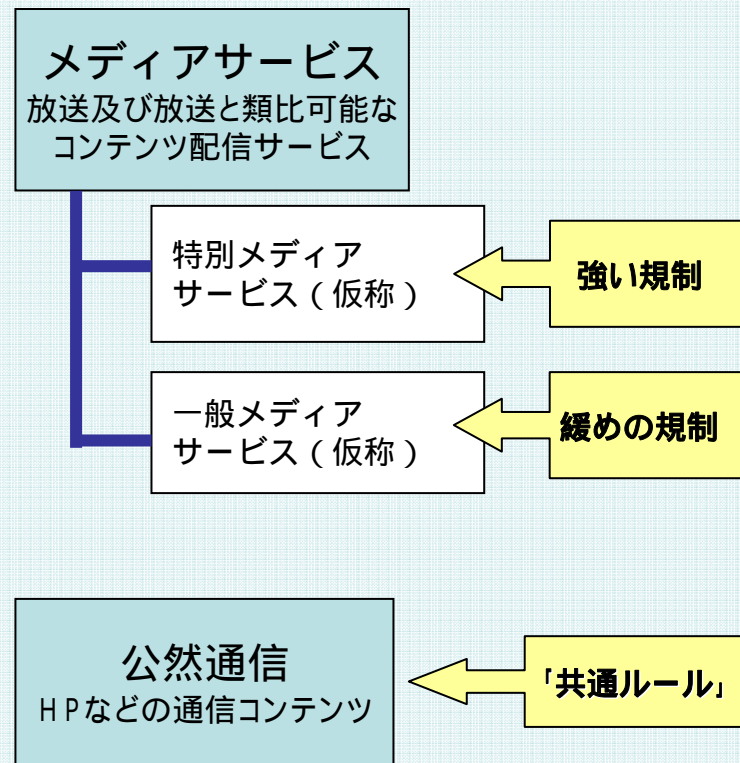 メディアサービス
放送及び放送と類比可能な
コンテンツ配信サービス
特別メディア
サービス(仮称)
強い規制
一般メディア
サービス(仮称)
緩めの規制
公然通信
HPなどの通信コンテンツ
「共通ルール」